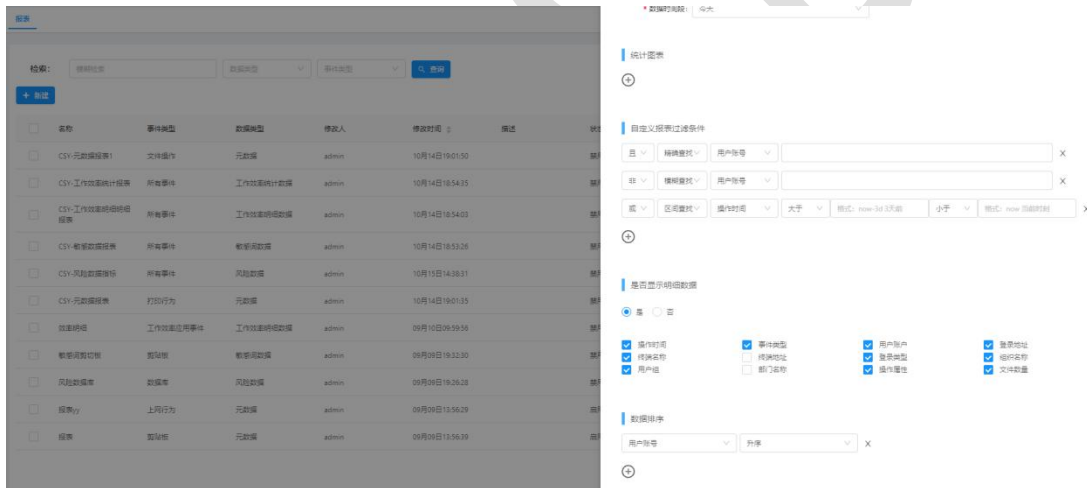 报表
检索： 模糊检索 数据类型 事件类型 查询
+ 新建
名称 事件类型 数据类型 修改人 修改时间 描述
CSY-元数据报表1 文件操作 元数据 admin 10月14日19:01:50
CSY-工作效率统计报表 所有事件 工作效率统计数据 admin 10月14日18:54:35
CSY-工作效率明细明细报表 所有事件 工作效率明细数据 admin 10月14日18:54:03
CSY-敏感数据报表 所有事件 敏感词数据 admin 10月14日18:53:26
CSY-风险数据指标 所有事件 风险数据 admin 10月15日14:38:31
CSY-元数据报表 打印行为 元数据 admin 10月14日19:01:35
效率明细 工作效率应用事件 工作效率明细数据 admin 09月10日09:59:56
敏感词剪切板 剪贴板 敏感词数据 admin 09月09日19:32:30
风险数据库 数据库 风险数据 admin 09月09日19:26:28
报表yy 上网行为 元数据 admin 09月09日13:56:29
报表 剪贴板 元数据 admin 09月09日13:56:39
* 数据时间段： 今天
统计图表
自定义报表过滤条件
且 精确查找 用户账号 X
非 模糊查找 用户账号 X
或 区间查找 操作时间 大于 格式：now-3d 3天前 小于 格式：now 当前时刻 X
是否显示明细数据
是 否
操作时间 事件类型 用户账户 登录地址
终端名称 终端地址 登录类型 组织名称
用户组 部门名称 操作属性 文件数量
数据排序
用户账号 升序 X